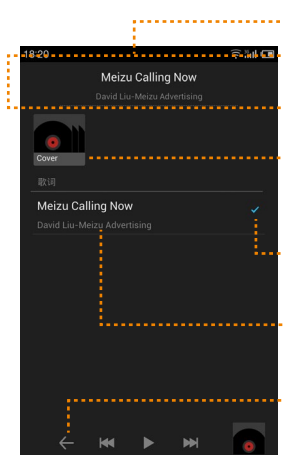 18:20
Meizu Calling Now
David Liu-Meizu Advertising
Cover
歌词
Meizu Calling Now
David Liu-Meizu Advertising